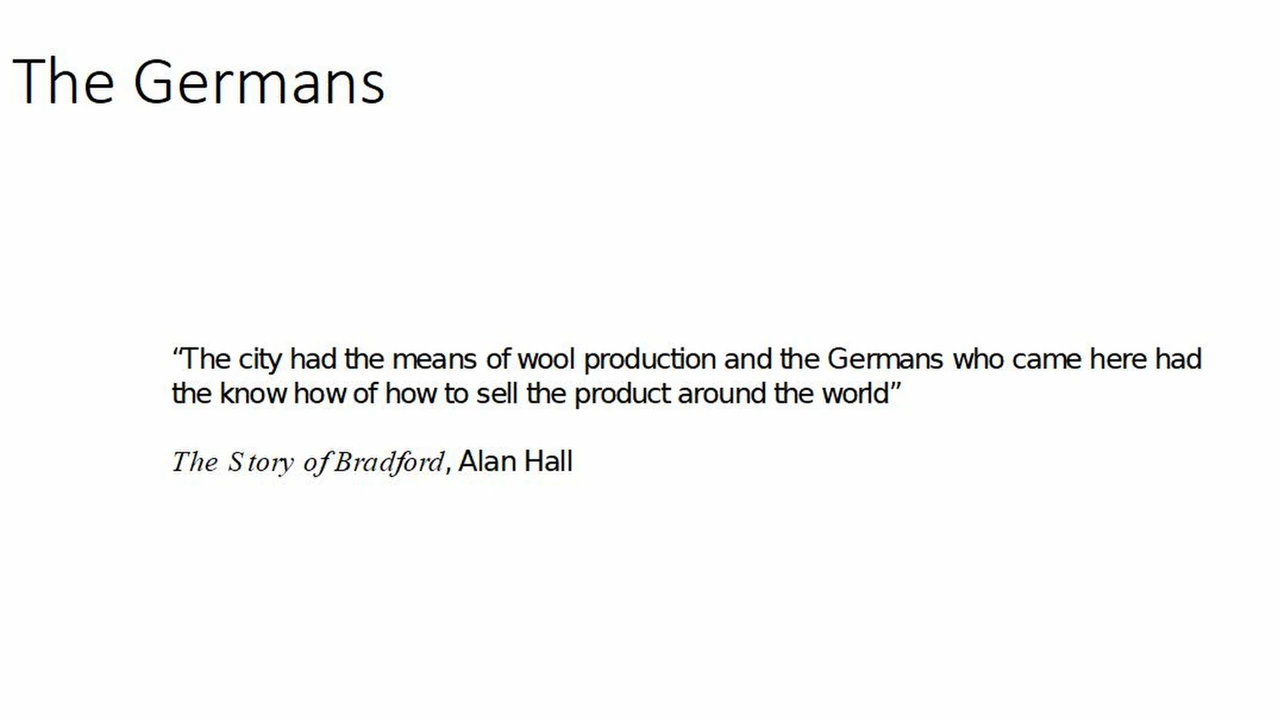 The Germans
“The city had the means of wool production and the Germans who came here had
the know how of how to sell the product around the world”
The Story of Bradford, Alan Hall